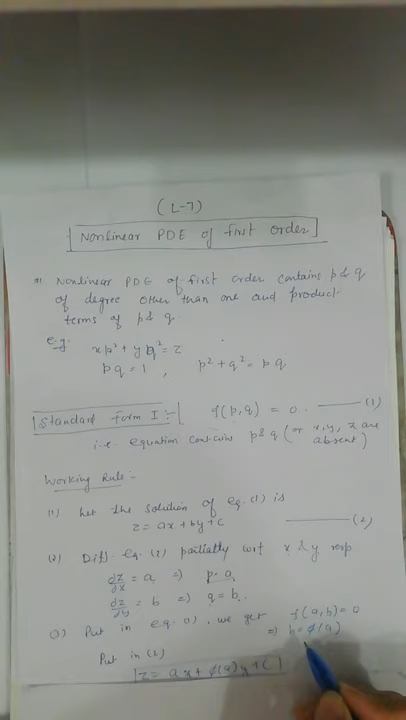 (L-7)
Nonlinear PDE of first order
Nonlinear PDE of first order contains p & q
of degree other than one and product
terms of p & q.
e.g. xp² + yq² = z
pq = 1, p² + q² = pq
Standard Form I :- f(p,q) = 0. —— (1)
i.e. equation contains p & q (or x,y,z are
absent)
Working Rule:-
(1) Let the solution of eq.(1) is
z = ax + by + c —— (2)
(2) Diff. eq.(2) partially wrt x & y resp
∂z/∂x = a ⇒ p = a
∂z/∂y = b ⇒ q = b.
(3) Put in eq.(1), we get f(a,b) = 0
⇒ b = φ(a)
Put in (2)
z = ax + φ(a)y + c